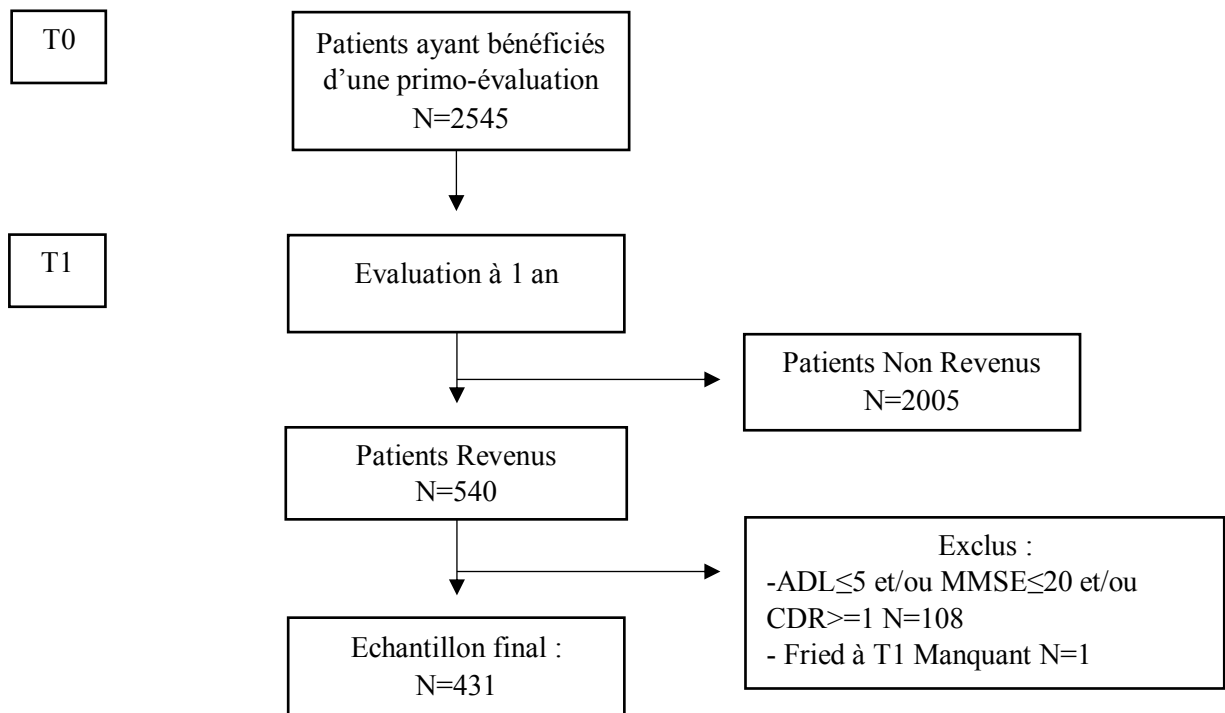 T0
Patients ayant bénéficiés
d’une primo-évaluation
N=2545
T1
Evaluation à 1 an
Patients Non Revenus
N=2005
Patients Revenus
N=540
Exclus :
-ADL≤5 et/ou MMSE≤20 et/ou
CDR>=1 N=108
- Fried à T1 Manquant N=1
Echantillon final :
N=431